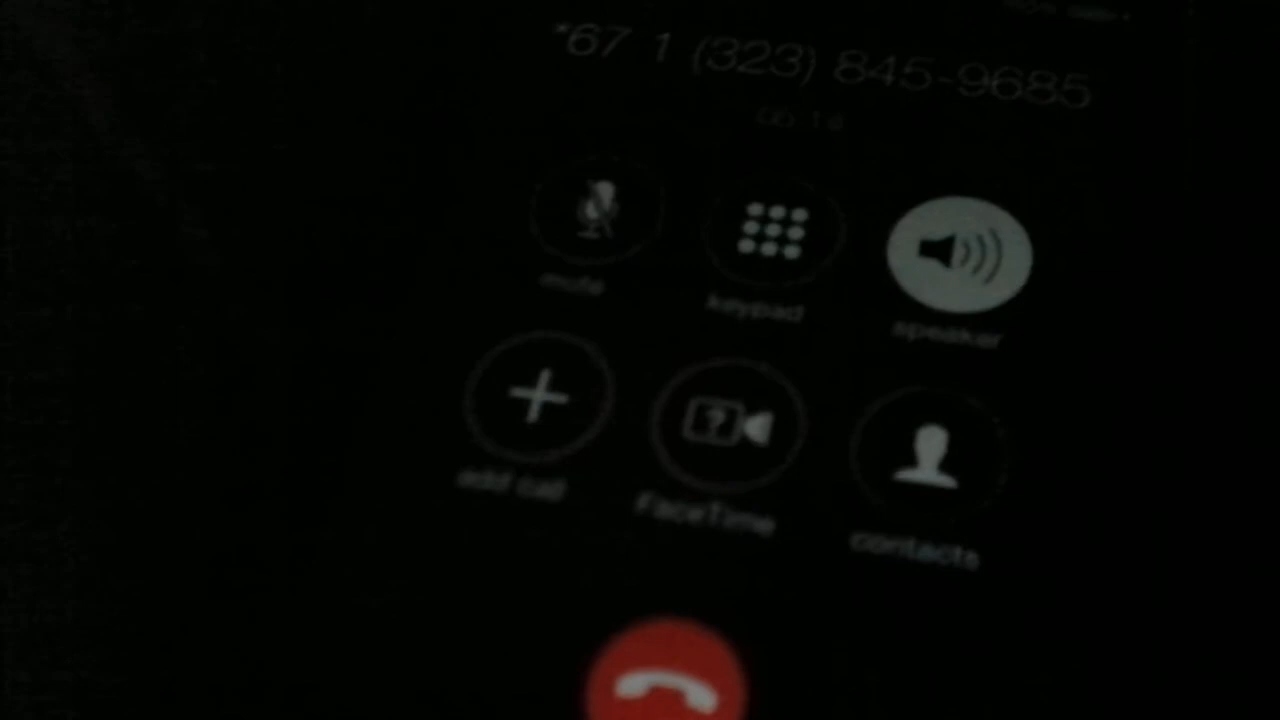 *67 1 (323) 845-9685
mute
keypad
speaker
add call
FaceTime
contacts